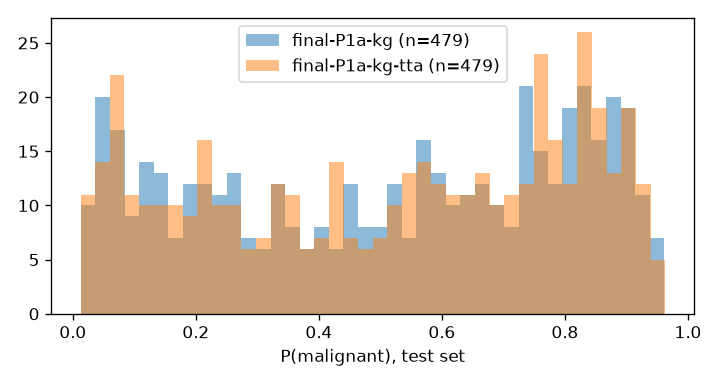 final-P1a-kg (n=479)
final-P1a-kg-tta (n=479)
25
20
15
10
5
0
0.0 0.2 0.4 0.6 0.8 1.0
P(malignant), test set